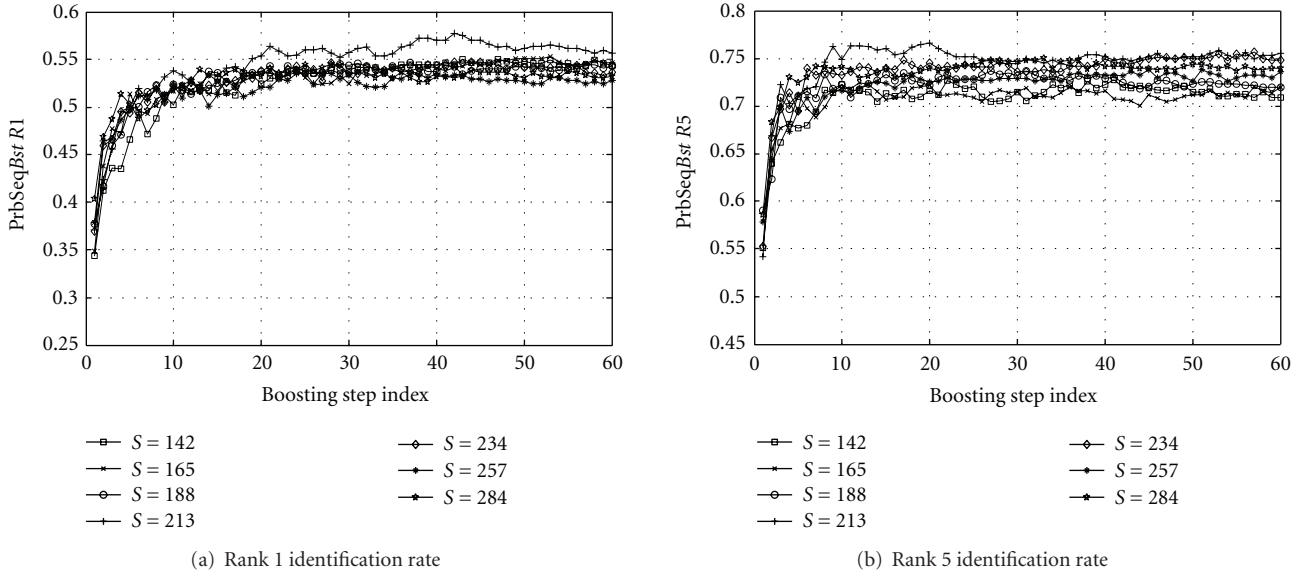 0.6
0.55
0.5
0.45
0.4
0.35
0.3
0.25
PrbSeqBst R1
0 10 20 30 40 50 60
Boosting step index
S = 142
S = 165
S = 188
S = 213
S = 234
S = 257
S = 284
(a) Rank 1 identification rate
0.8
0.75
0.7
0.65
0.6
0.55
0.5
0.45
PrbSeqBst R5
0 10 20 30 40 50 60
Boosting step index
S = 142
S = 165
S = 188
S = 213
S = 234
S = 257
S = 284
(b) Rank 5 identification rate